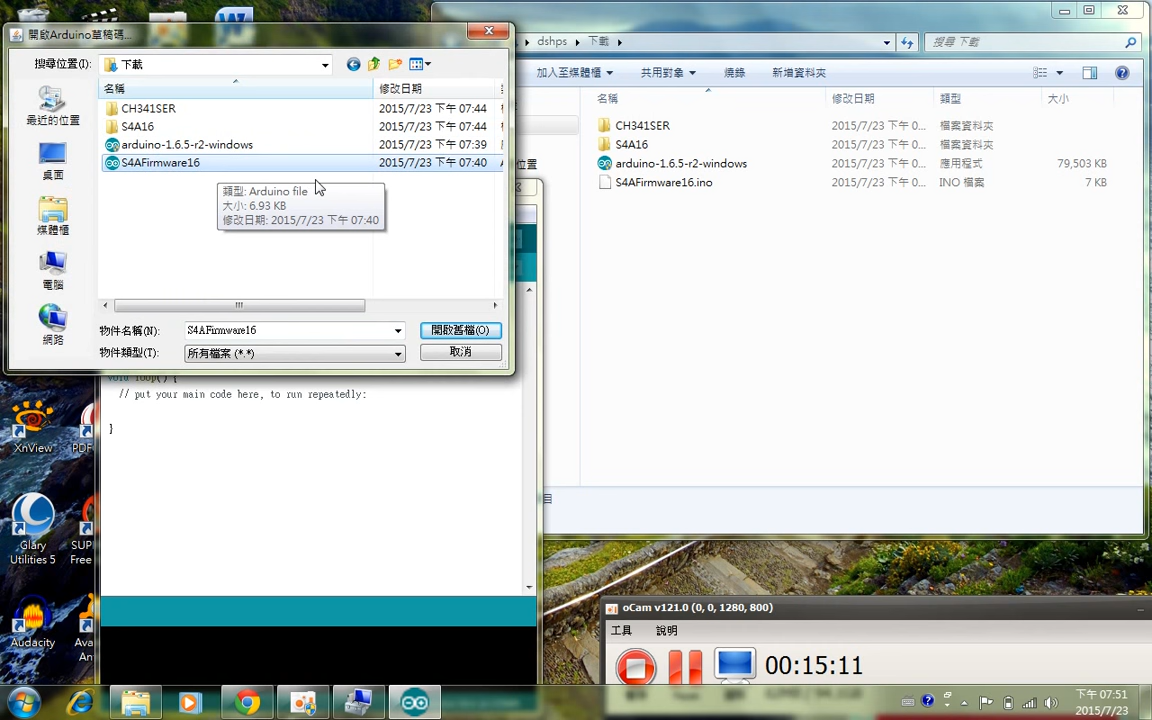 開啟Arduino草稿碼...
搜尋位置(I):
下載
名稱
修改日期
CH341SER
2015/7/23 下午 07:44
S4A16
2015/7/23 下午 07:44
arduino-1.6.5-r2-windows
2015/7/23 下午 07:39
S4AFirmware16
2015/7/23 下午 07:40
類型: Arduino file
大小: 6.93 KB
修改日期: 2015/7/23 下午 07:40
最近的位置
桌面
媒體櫃
電腦
網路
物件名稱(N):
S4AFirmware16
開啟舊檔(O)
物件類型(T):
所有檔案 (*.*)
取消
dshps
下載
搜尋 下載
加入至媒體櫃
共用對象
燒錄
新增資料夾
名稱
修改日期
類型
大小
CH341SER
2015/7/23 下午 0...
檔案資料夾
S4A16
2015/7/23 下午 0...
檔案資料夾
arduino-1.6.5-r2-windows
2015/7/23 下午 0...
應用程式
79,503 KB
S4AFirmware16.ino
2015/7/23 下午 0...
INO 檔案
7 KB
void loop() {
// put your main code here, to run repeatedly:
}
XnView
PDF
Glary
Utilities 5
SUP
Free
Audacity
Ava
An
oCam v121.0 (0, 0, 1280, 800)
工具
說明
00:15:11
下午 07:51
2015/7/23